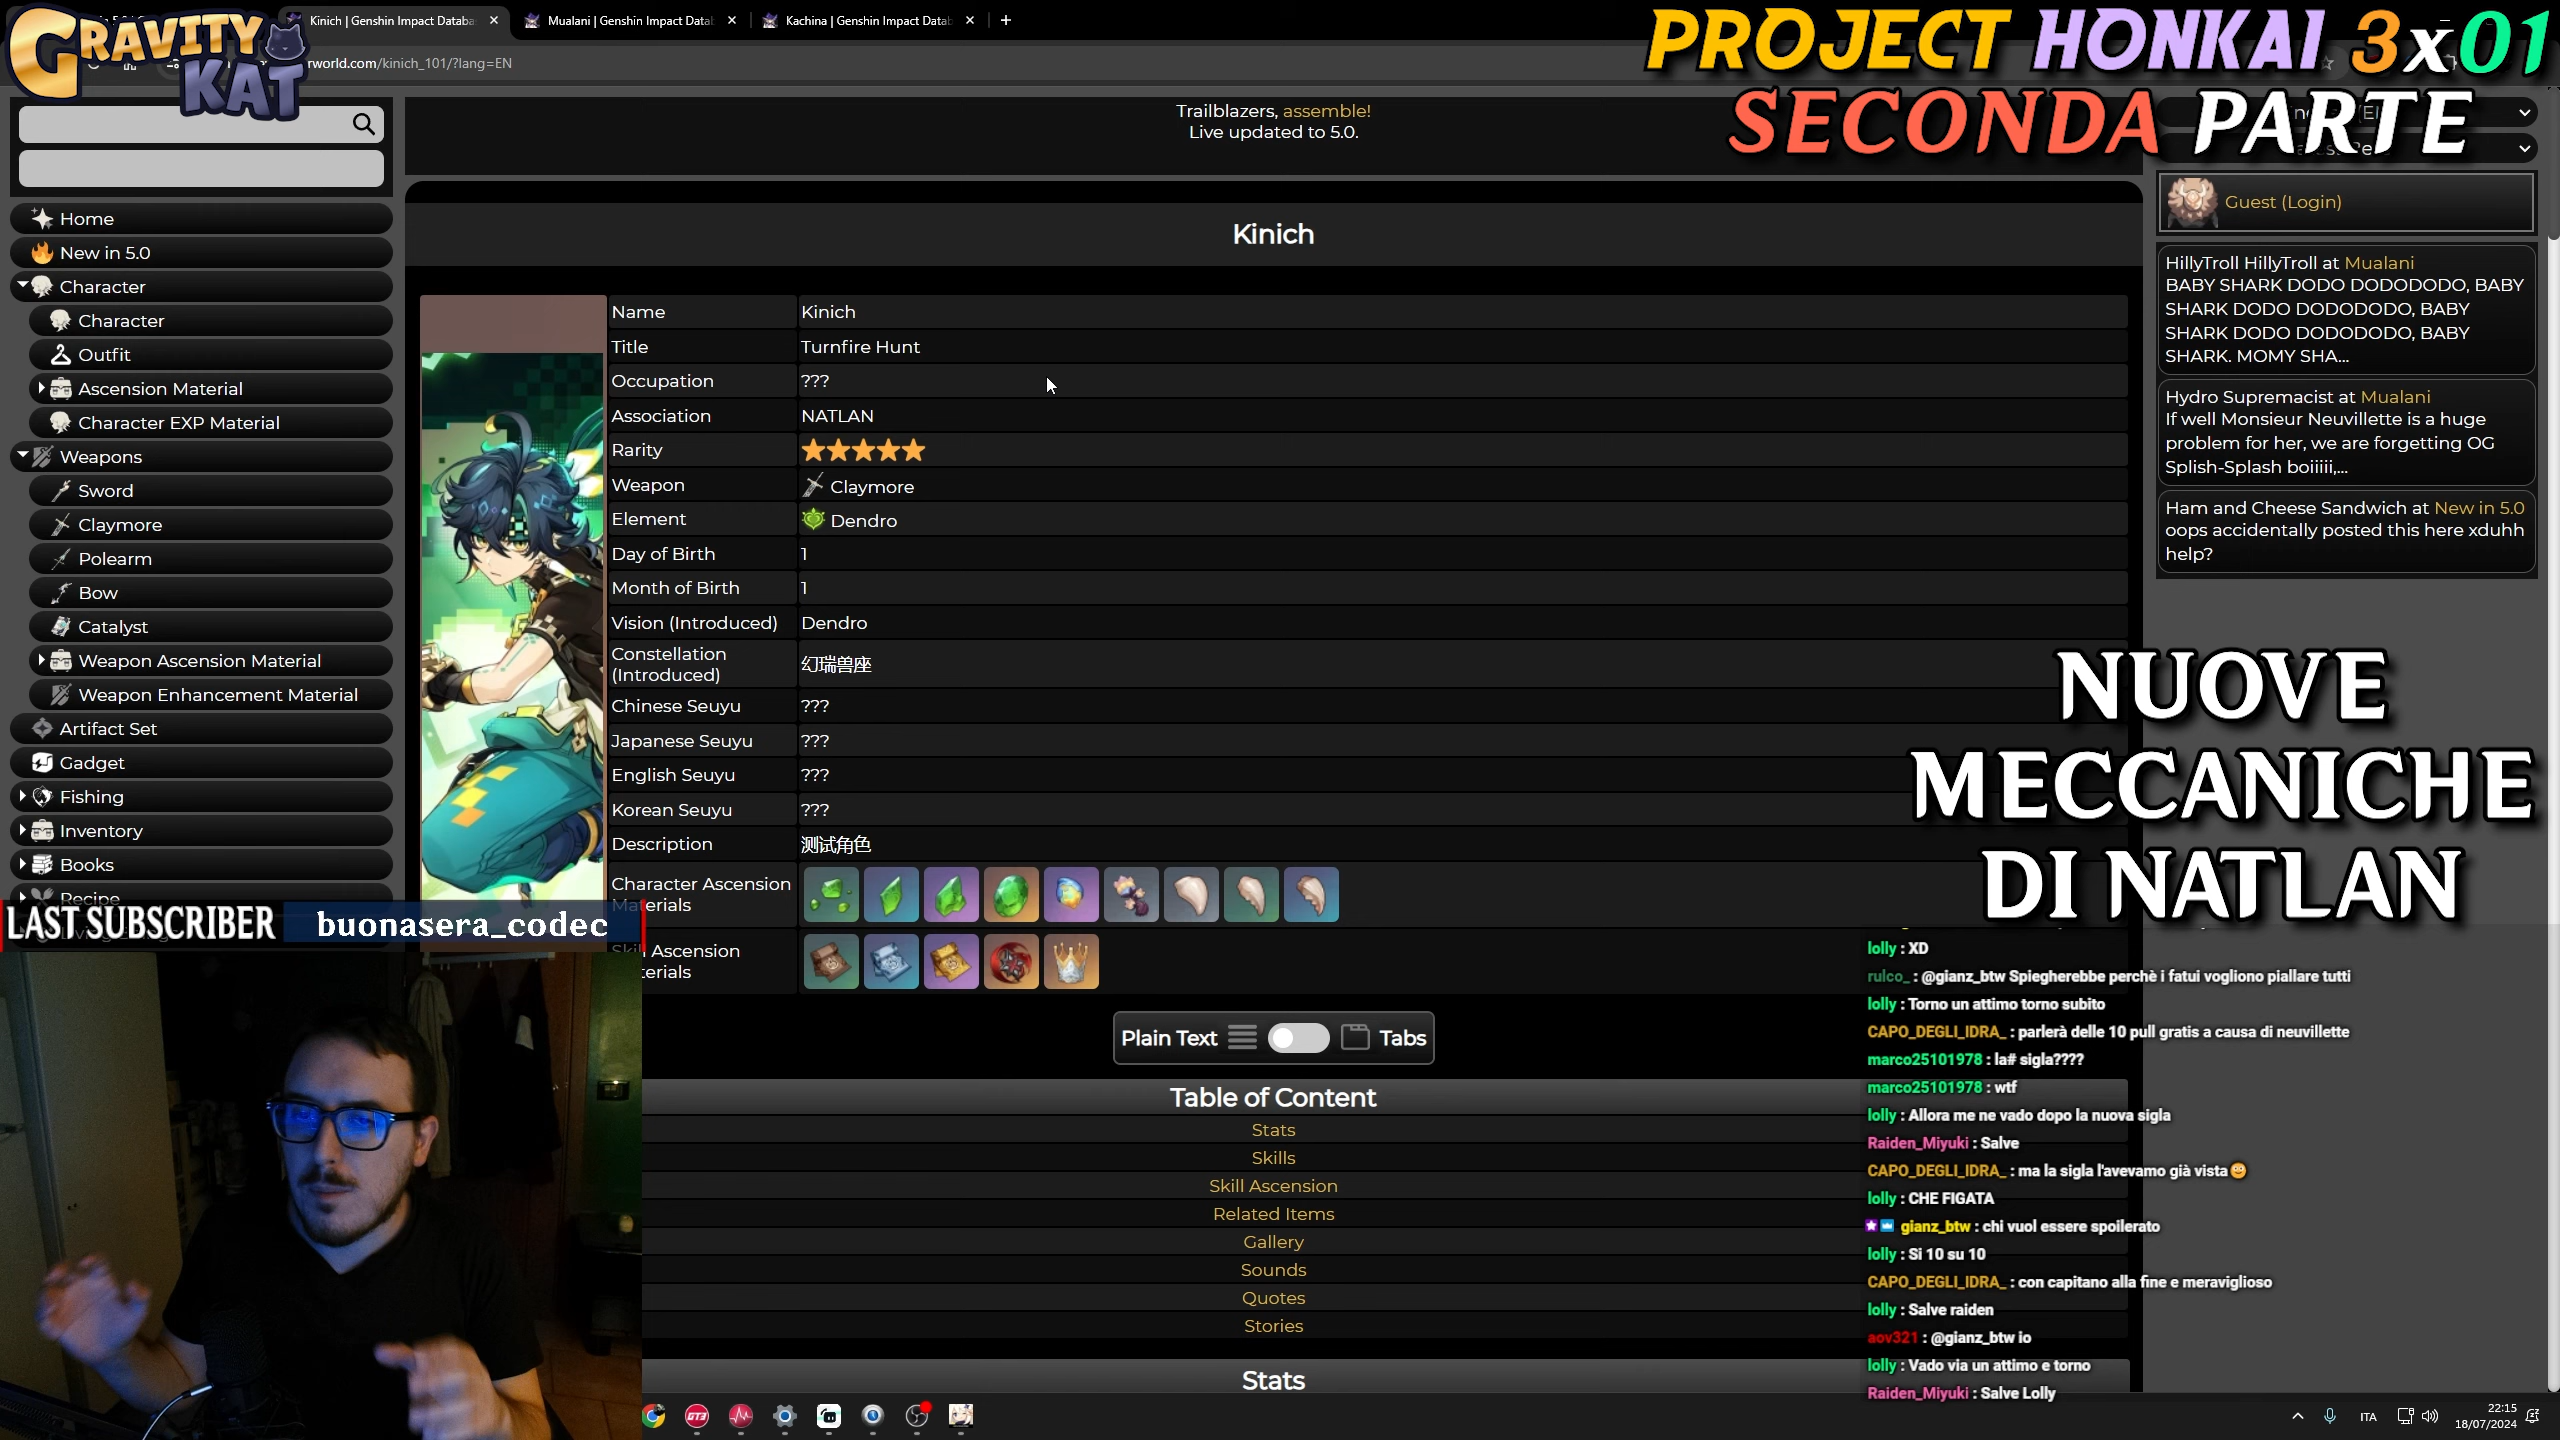 GRAVITY KAT
Kinich | Genshin Impact Databa
Mualani | Genshin Impact Data
Kachina | Genshin Impact Datab
rworld.com/kinich_101/?lang=EN
PROJECT HONKAI 3x01
SECONDA PARTE
Trailblazers, assemble!
Live updated to 5.0.
Home
New in 5.0
Character
Character
Outfit
Ascension Material
Character EXP Material
Weapons
Sword
Claymore
Polearm
Bow
Catalyst
Weapon Ascension Material
Weapon Enhancement Material
Artifact Set
Gadget
Fishing
Inventory
Books
Recipe
LAST SUBSCRIBER buonasera_codec
Kinich
Name Kinich
Title Turnfire Hunt
Occupation ???
Association NATLAN
Rarity
Weapon Claymore
Element Dendro
Day of Birth 1
Month of Birth 1
Vision (Introduced) Dendro
Constellation
(Introduced) 幻瑞兽座
Chinese Seuyu ???
Japanese Seuyu ???
English Seuyu ???
Korean Seuyu ???
Description 测试角色
Character Ascension
Materials
Skill Ascension
terials
Plain Text Tabs
Table of Content
Stats
Skills
Skill Ascension
Related Items
Gallery
Sounds
Quotes
Stories
Stats
Guest (Login)
HillyTroll HillyTroll at Mualani
BABY SHARK DODO DODODODO, BABY
SHARK DODO DODODODO, BABY
SHARK DODO DODODODO, BABY
SHARK. MOMY SHA...
Hydro Supremacist at Mualani
If well Monsieur Neuvillette is a huge
problem for her, we are forgetting OG
Splish-Splash boiiiii,...
Ham and Cheese Sandwich at New in 5.0
oops accidentally posted this here xduhh
help?
NUOVE
MECCANICHE
DI NATLAN
lolly : XD
rulco_ : @gianz_btw Spiegherebbe perchè i fatui vogliono piallare tutti
lolly : Torno un attimo torno subito
CAPO_DEGLI_IDRA_ : parlerà delle 10 pull gratis a causa di neuvillette
marco25101978 : la# sigla????
marco25101978 : wtf
lolly : Allora me ne vado dopo la nuova sigla
Raiden_Miyuki : Salve
CAPO_DEGLI_IDRA_ : ma la sigla l'avevamo già vista
lolly : CHE FIGATA
gianz_btw : chi vuol essere spoilerato
lolly : Si 10 su 10
CAPO_DEGLI_IDRA_ : con capitano alla fine e meraviglioso
lolly : Salve raiden
aov321 : @gianz_btw io
lolly : Vado via un attimo e torno
Raiden_Miyuki : Salve Lolly
GT3
ITA
22:15
18/07/2024